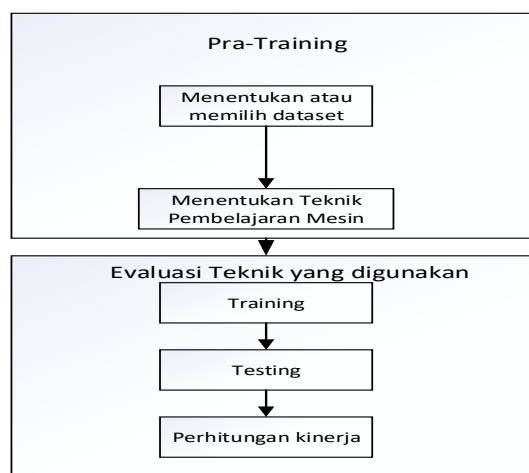 Pra-Training
Menentukan atau
memilih dataset
Menentukan Teknik
Pembelajaran Mesin
Evaluasi Teknik yang digunakan
Training
Testing
Perhitungan kinerja